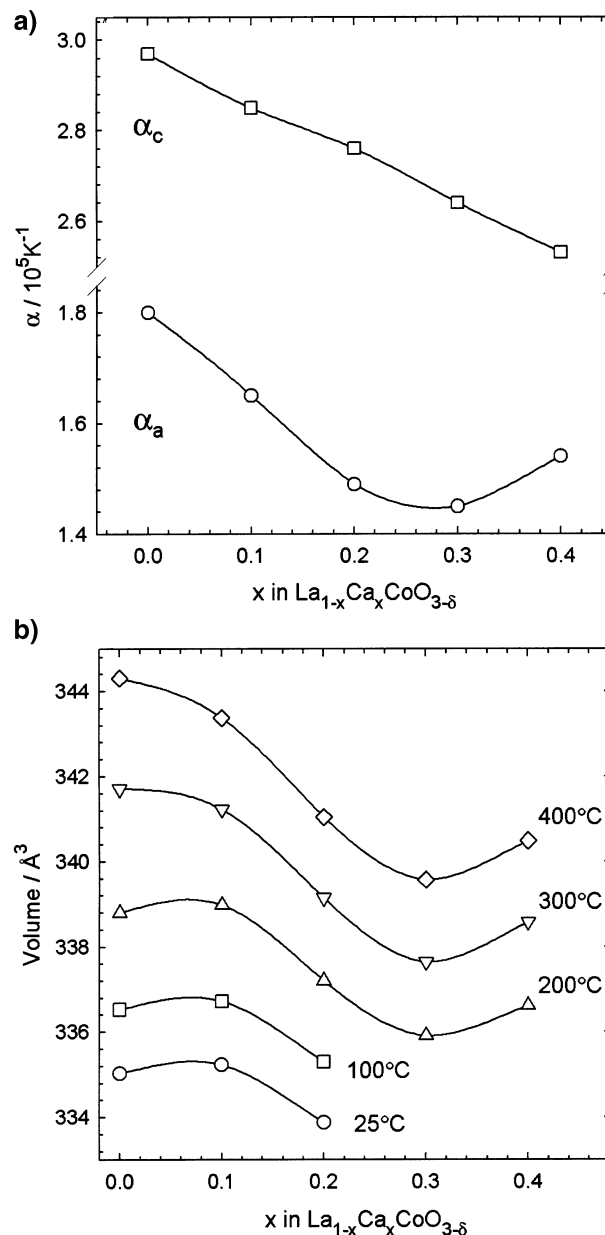 a)
3.0
2.8
2.6
1.8
1.6
1.4
α / 10⁵K⁻¹
α_c
α_a
0.0 0.1 0.2 0.3 0.4
x in La₁₋ₓCaₓCoO₃₋δ
b)
344
342
340
338
336
334
Volume / Å³
400°C
300°C
200°C
100°C
25°C
0.0 0.1 0.2 0.3 0.4
x in La₁₋ₓCaₓCoO₃₋δ